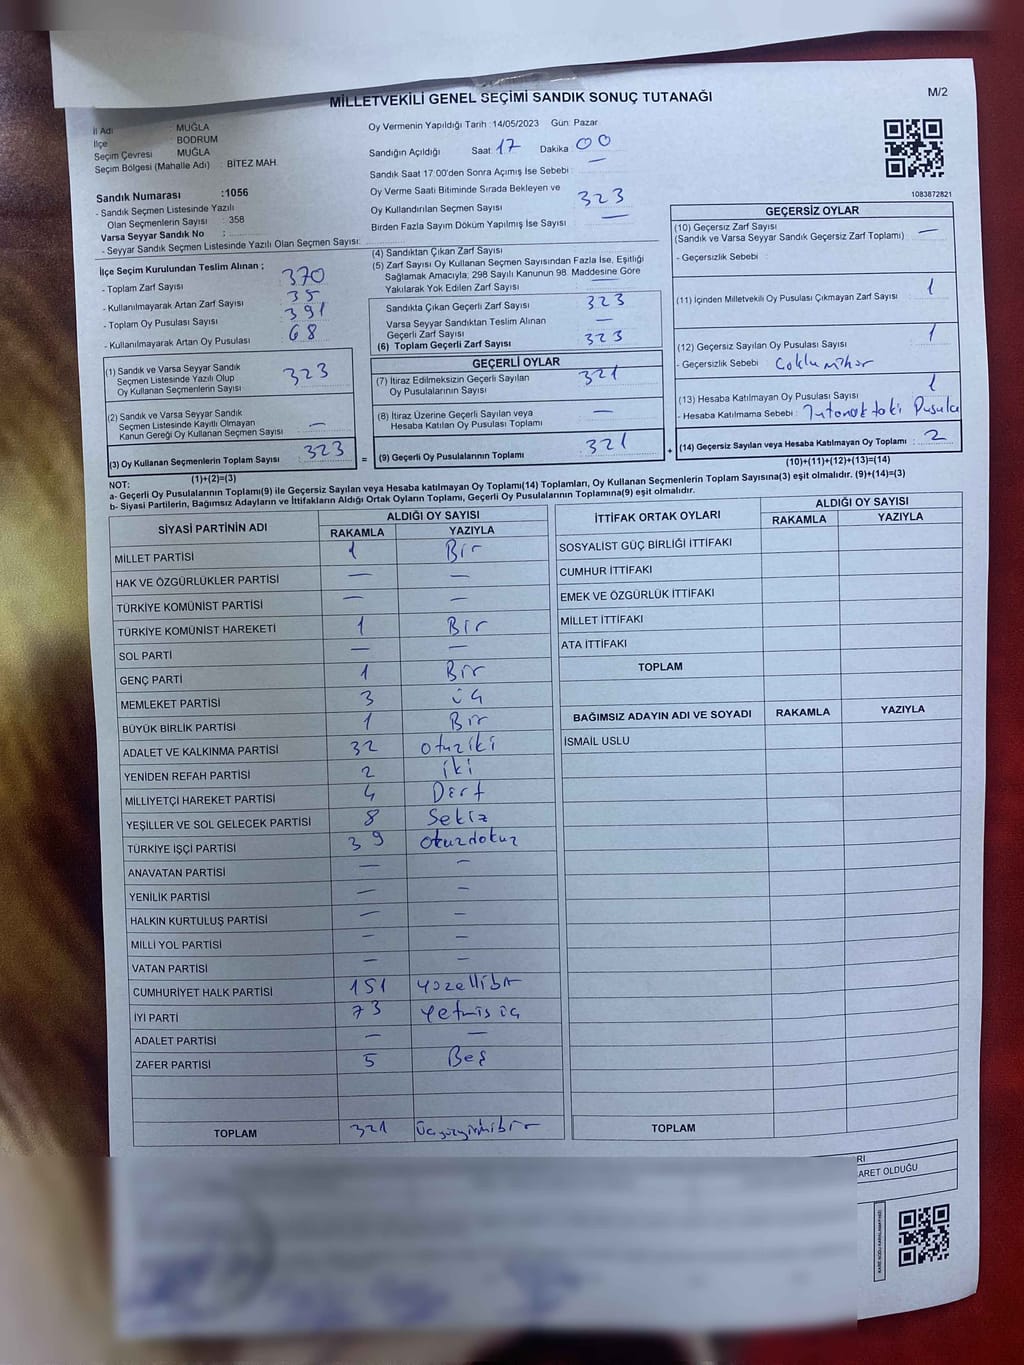 MİLLETVEKİLİ GENEL SEÇİMİ SANDIK SONUÇ TUTANAĞI
M/2
İl Adı : MUĞLA
İlçe BODRUM
Seçim Çevresi : MUĞLA
Seçim Bölgesi (Mahalle Adı) : BİTEZ MAH.
Oy Vermenin Yapıldığı Tarih : 14/05/2023 Gün: Pazar
Sandığın Açıldığı Saat: 17 Dakika: 00
Sandık Saat 17:00'den Sonra Açımış İse Sebebi : —
Oy Verme Saati Bitiminde Sırada Bekleyen ve
Oy Kullandırılan Seçmen Sayısı 323
Birden Fazla Sayım Döküm Yapılmış İse Sayısı —
1083872821
Sandık Numarası :1056
- Sandık Seçmen Listesinde Yazılı
Olan Seçmenlerin Sayısı : 358
Varsa Seyyar Sandık No :
- Seyyar Sandık Seçmen Listesinde Yazılı Olan Seçmen Sayısı:
İlçe Seçim Kurulundan Teslim Alınan ;
- Toplam Zarf Sayısı 370
- Kullanılmayarak Artan Zarf Sayısı 35
- Toplam Oy Pusulası Sayısı 391
- Kullanılmayarak Artan Oy Pusulası 68
(4) Sandıktan Çıkan Zarf Sayısı
(5) Zarf Sayısı Oy Kullanan Seçmen Sayısından Fazla İse, Eşitliği
Sağlamak Amacıyla; 298 Sayılı Kanunun 98. Maddesine Göre
Yakılarak Yok Edilen Zarf Sayısı —
Sandıkta Çıkan Geçerli Zarf Sayısı 323
Varsa Seyyar Sandıktan Teslim Alınan
Geçerli Zarf Sayısı —
(6) Toplam Geçerli Zarf Sayısı 323
GEÇERSİZ OYLAR
(10) Geçersiz Zarf Sayısı —
(Sandık ve Varsa Seyyar Sandık Geçersiz Zarf Toplamı)
- Geçersizlik Sebebi :
(11) İçinden Milletvekili Oy Pusulası Çıkmayan Zarf Sayısı 1
(12) Geçersiz Sayılan Oy Pusulası Sayısı 1
- Geçersizlik Sebebi : Çoklu mühür
(13) Hesaba Katılmayan Oy Pusulası Sayısı 1
- Hesaba Katılmama Sebebi : Tutanaktaki Pusula
(14) Geçersiz Sayılan veya Hesaba Katılmayan Oy Toplamı : 2
(10)+(11)+(12)+(13)=(14)
(1) Sandık ve Varsa Seyyar Sandık
Seçmen Listesinde Yazılı Olup
Oy Kullanan Seçmenlerin Sayısı 323
(2) Sandık ve Varsa Seyyar Sandık
Seçmen Listesinde Kayıtlı Olmayan
Kanun Gereği Oy Kullanan Seçmen Sayısı —
(3) Oy Kullanan Seçmenlerin Toplam Sayısı 323
(1)+(2)=(3)
=
GEÇERLİ OYLAR
(7) İtiraz Edilmeksizin Geçerli Sayılan
Oy Pusulalarının Sayısı 321
(8) İtiraz Üzerine Geçerli Sayılan veya
Hesaba Katılan Oy Pusulası Toplamı —
(9) Geçerli Oy Pusulalarının Toplamı 321
+
NOT:
a- Geçerli Oy Pusulalarının Toplamı(9) ile Geçersiz Sayılan veya Hesaba katılmayan Oy Toplamı(14) Toplamları, Oy Kullanan Seçmenlerin Toplam Sayısına(3) eşit olmalıdır. (9)+(14)=(3)
b- Siyasi Partilerin, Bağımsız Adayların ve İttifakların Aldığı Ortak Oyların Toplamı, Geçerli Oy Pusulalarının Toplamına(9) eşit olmalıdır.
SİYASİ PARTİNİN ADI ALDIĞI OY SAYISI
RAKAMLA YAZIYLA
MİLLET PARTİSİ 1 Bir
HAK VE ÖZGÜRLÜKLER PARTİSİ — —
TÜRKİYE KOMÜNİST PARTİSİ — —
TÜRKİYE KOMÜNİST HAREKETİ 1 Bir
SOL PARTİ — —
GENÇ PARTİ 1 Bir
MEMLEKET PARTİSİ 3 üç
BÜYÜK BİRLİK PARTİSİ 1 Bir
ADALET VE KALKINMA PARTİSİ 32 otuziki
YENİDEN REFAH PARTİSİ 2 iki
MİLLİYETÇİ HAREKET PARTİSİ 4 Dört
YEŞİLLER VE SOL GELECEK PARTİSİ 8 Sekiz
TÜRKİYE İŞÇİ PARTİSİ 39 otuzdokuz
ANAVATAN PARTİSİ — —
YENİLİK PARTİSİ — —
HALKIN KURTULUŞ PARTİSİ — —
MİLLİ YOL PARTİSİ — —
VATAN PARTİSİ — —
CUMHURİYET HALK PARTİSİ 151 yüzellibir
İYİ PARTİ 73 yetmiş üç
ADALET PARTİSİ — —
ZAFER PARTİSİ 5 Beş
TOPLAM 321 üçyüzyirmibir
İTTİFAK ORTAK OYLARI ALDIĞI OY SAYISI
RAKAMLA YAZIYLA
SOSYALİST GÜÇ BİRLİĞİ İTTİFAKI
CUMHUR İTTİFAKI
EMEK VE ÖZGÜRLÜK İTTİFAKI
MİLLET İTTİFAKI
ATA İTTİFAKI
TOPLAM
BAĞIMSIZ ADAYIN ADI VE SOYADI RAKAMLA YAZIYLA
İSMAİL USLU
TOPLAM
RI
ARET OLDUĞU